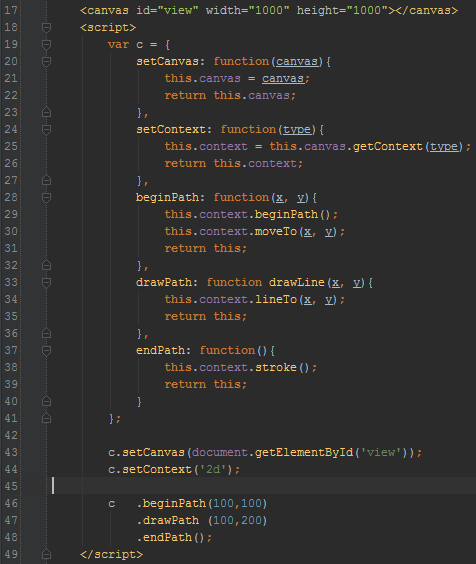 17 <canvas id="view" width="1000" height="1000"></canvas>
18 <script>
19 var c = {
20 setCanvas: function(canvas){
21 this.canvas = canvas;
22 return this.canvas;
23 },
24 setContext: function(type){
25 this.context = this.canvas.getContext(type);
26 return this.context;
27 },
28 beginPath: function(x, y){
29 this.context.beginPath();
30 this.context.moveTo(x, y);
31 return this;
32 },
33 drawPath: function drawLine(x, y){
34 this.context.lineTo(x, y);
35 return this;
36 },
37 endPath: function(){
38 this.context.stroke();
39 return this;
40 }
41 };
42
43 c.setCanvas(document.getElementById('view'));
44 c.setContext('2d');
45
46 c .beginPath(100,100)
47 .drawPath (100,200)
48 .endPath();
49 </script>